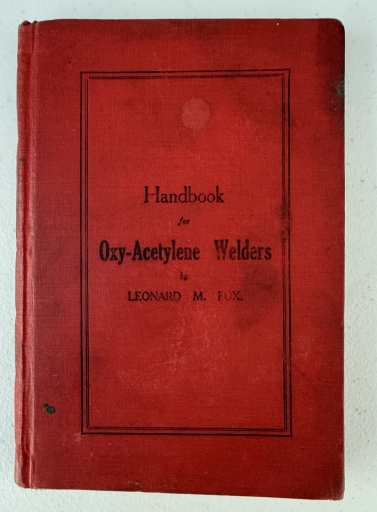 Handbook
for
Oxy-Acetylene Welders
by
LEONARD M. FOX.